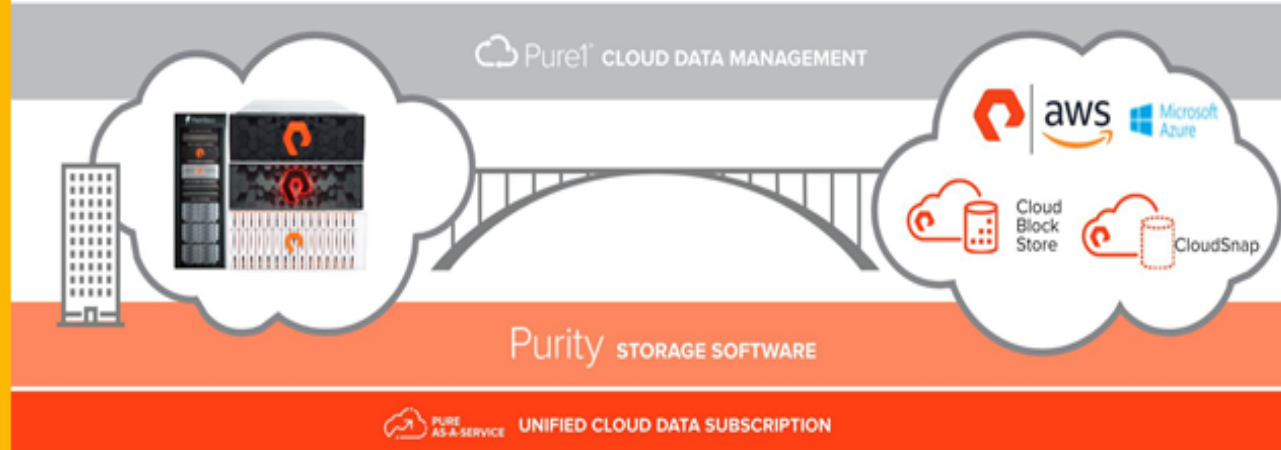 Pure1® CLOUD DATA MANAGEMENT
aws
Microsoft
Azure
Cloud
Block
Store
CloudSnap
Purity STORAGE SOFTWARE
PURE
AS-A-SERVICE
UNIFIED CLOUD DATA SUBSCRIPTION